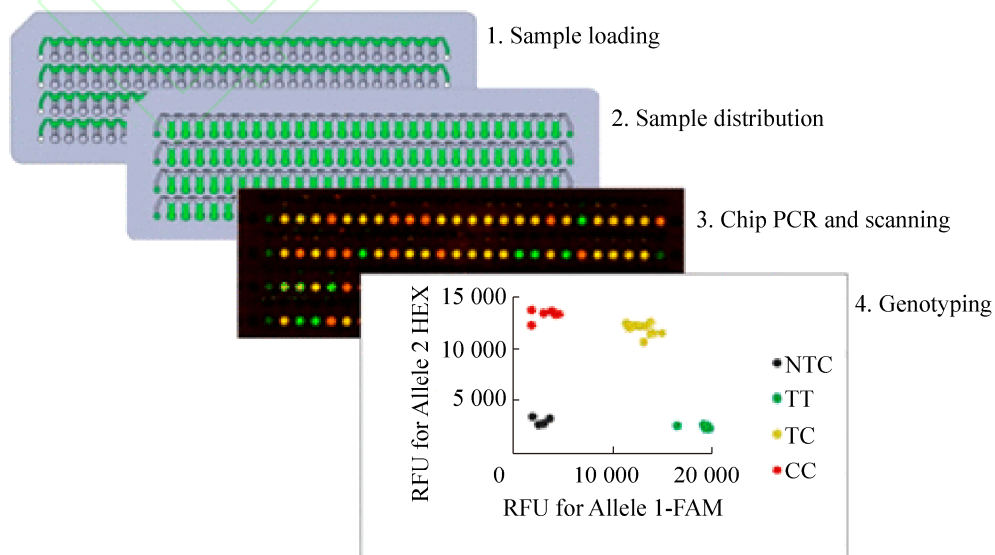 1. Sample loading
2. Sample distribution
3. Chip PCR and scanning
4. Genotyping
RFU for Allele 2 HEX
15 000
10 000
5 000
0
10 000
20 000
RFU for Allele 1-FAM
NTC
TT
TC
CC